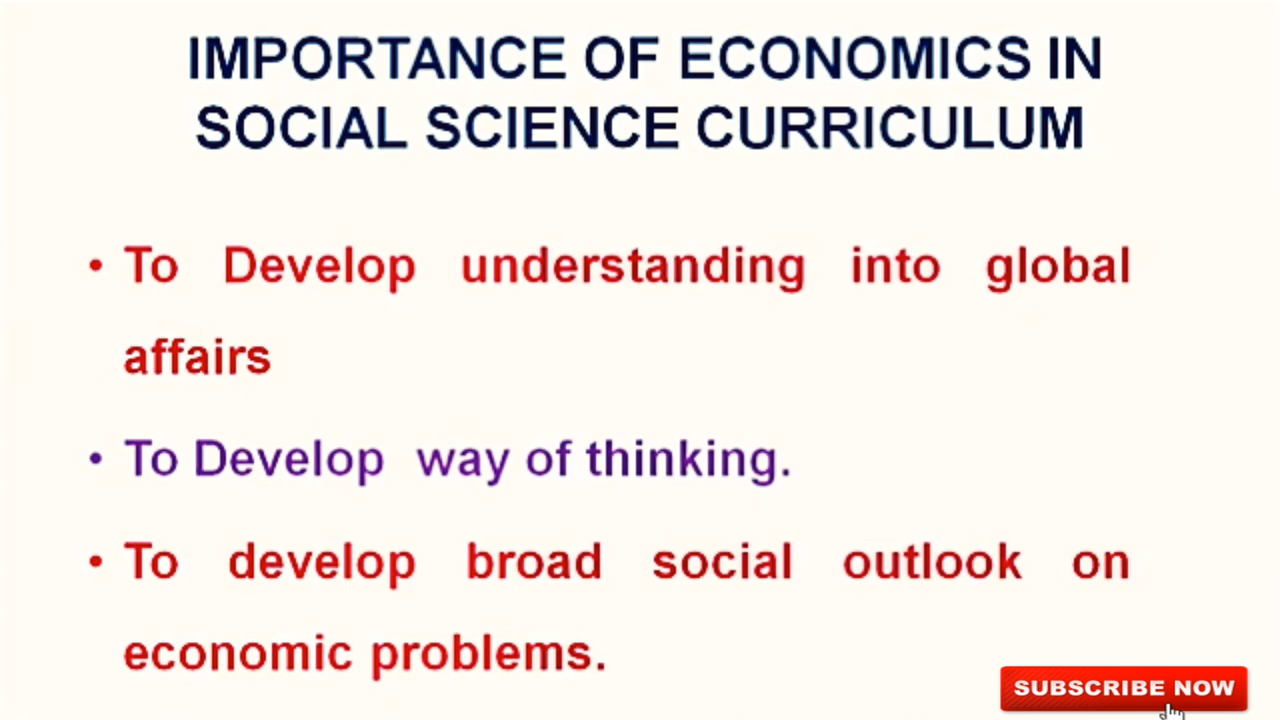 IMPORTANCE OF ECONOMICS IN
SOCIAL SCIENCE CURRICULUM
• To Develop understanding into global
affairs
• To Develop way of thinking.
• To develop broad social outlook on
economic problems.
SUBSCRIBE NOW